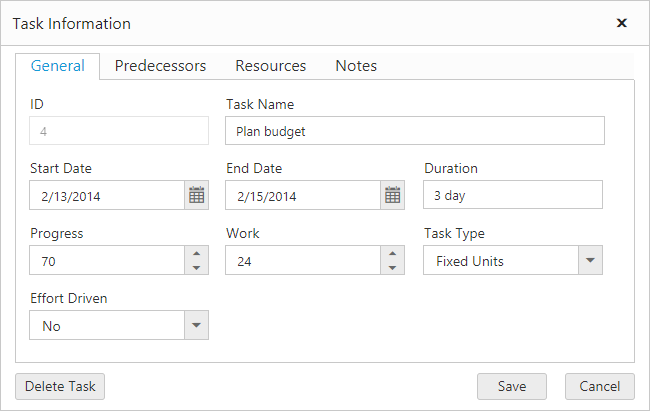 Task Information
General Predecessors Resources Notes
ID Task Name
4 Plan budget
Start Date End Date Duration
2/13/2014 2/15/2014 3 day
Progress Work Task Type
70 24 Fixed Units
Effort Driven
No
Delete Task Save Cancel